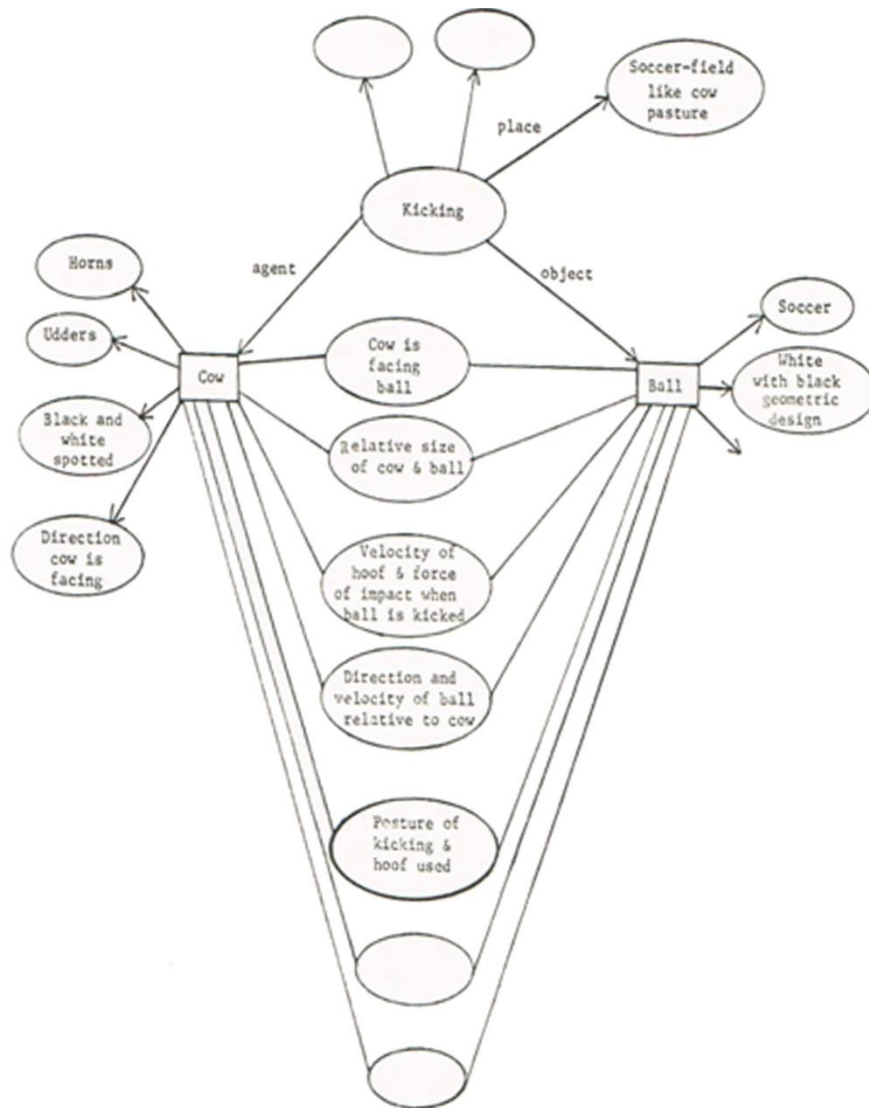 Soccer-field
like cow
pasture
place
Kicking
agent
object
Horns
Udders
Cow
Black and
white
spotted
Direction
cow is
facing
Cow is
facing
ball
Relative size
of cow & ball
Velocity of
hoof & force
of impact when
ball is kicked
Direction and
velocity of ball
relative to cow
Posture of
kicking &
hoof used
Ball
Soccer
White
with black
geometric
design